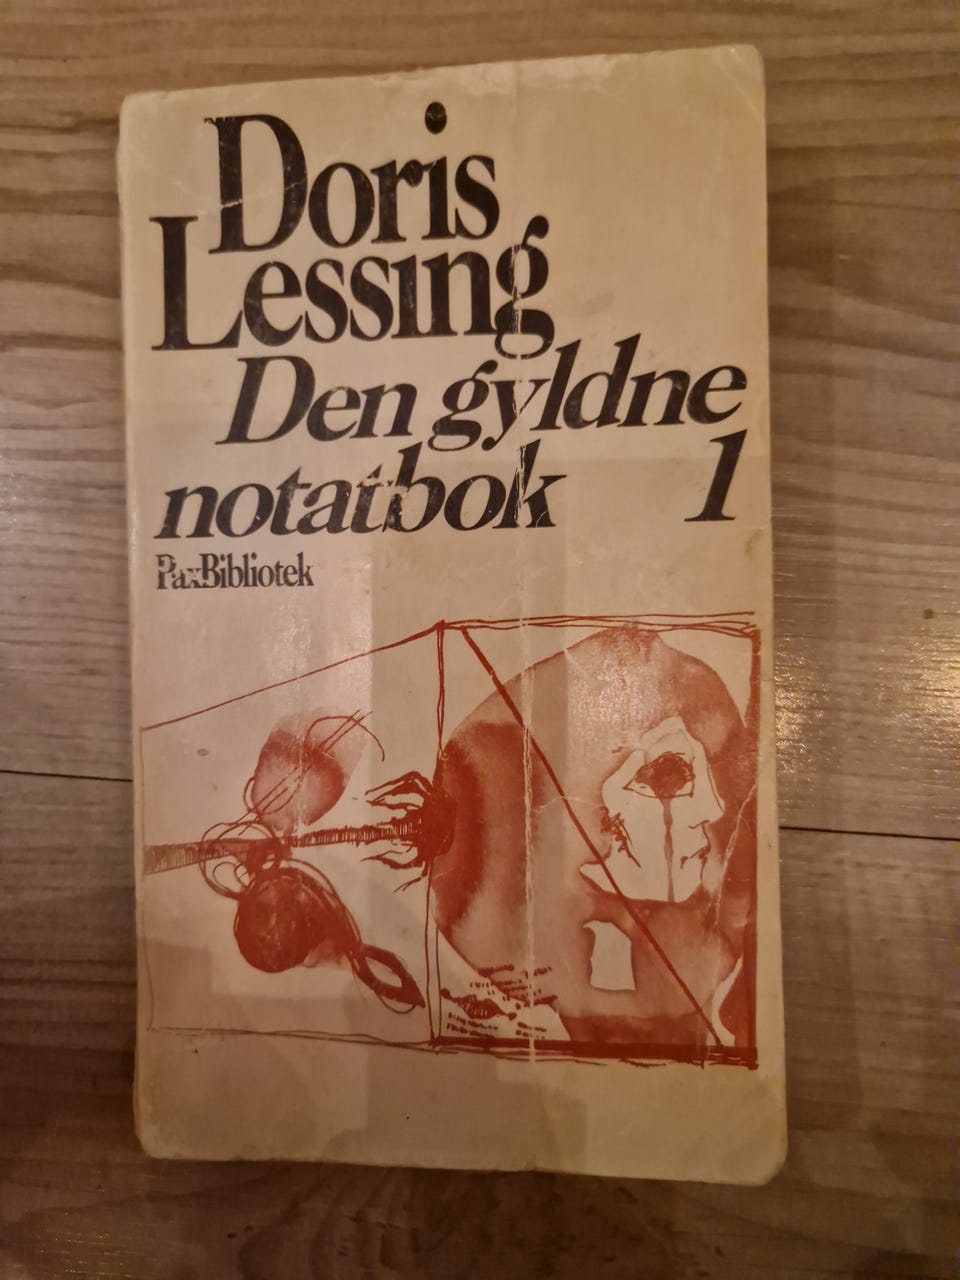 Doris
Lessing
Den gyldne
notatbok 1
PaxBibliotek